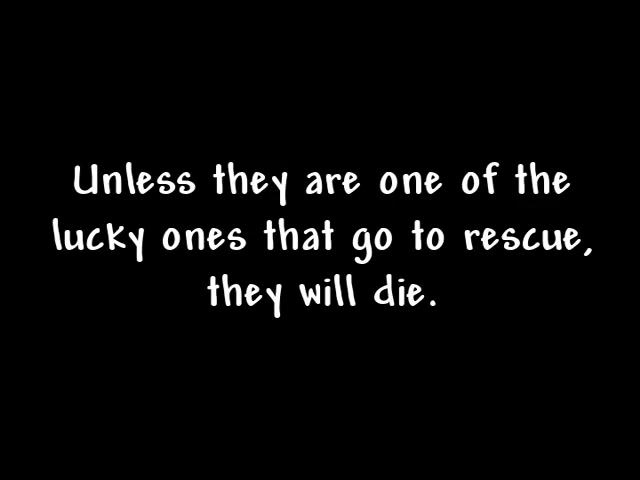 Unless they are one of the
lucky ones that go to rescue,
they will die.